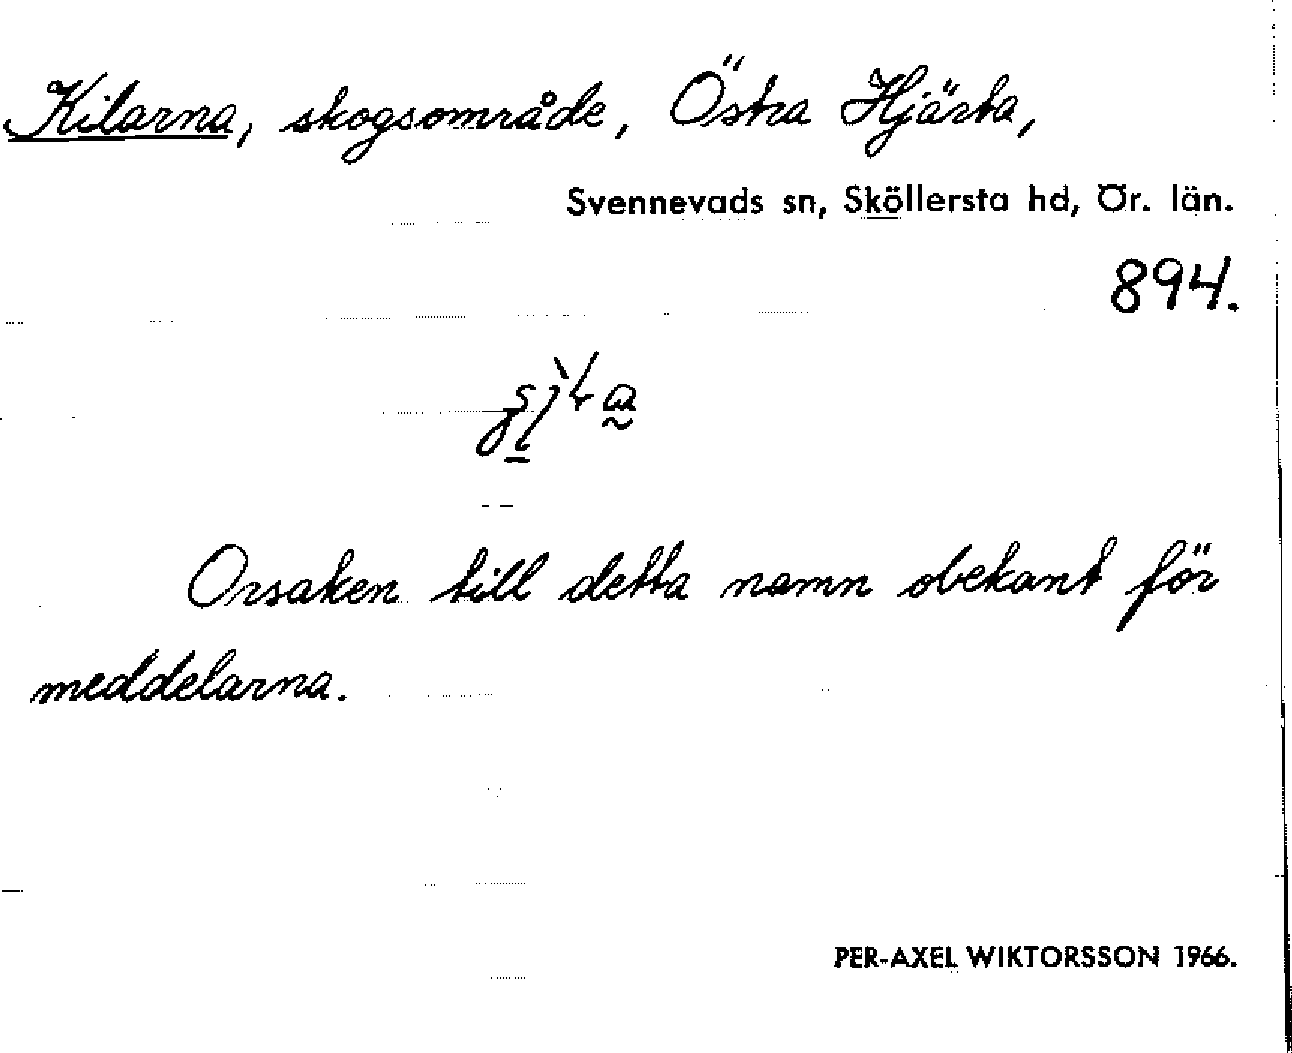 Kilarna, skogsområde, Östra Hjärta,
Svennevads sn, Sköllersta hd, Ör. län.
894.
Orsaken till detta namn obekant för
meddelarna.
PER-AXEL WIKTORSSON 1966.